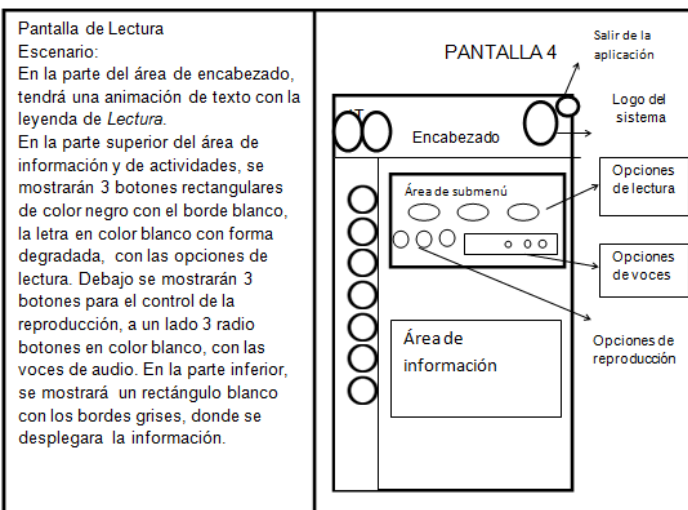 Pantalla de Lectura
Escenario:
En la parte del área de encabezado,
tendrá una animación de texto con la
leyenda de Lectura.
En la parte superior del área de
información y de actividades, se
mostrarán 3 botones rectangulares
de color negro con el borde blanco,
la letra en color blanco con forma
degradada, con las opciones de
lectura. Debajo se mostrarán 3
botones para el control de la
reproducción, a un lado 3 radio
botones en color blanco, con las
voces de audio. En la parte inferior,
se mostrará un rectángulo blanco
con los bordes grises, donde se
desplegara la información.
PANTALLA 4
Salir de la
aplicación
Logo del
sistema
Encabezado
Opciones
de lectura
Área de submenú
Opciones
de voces
Área de
información
Opciones de
reproducción